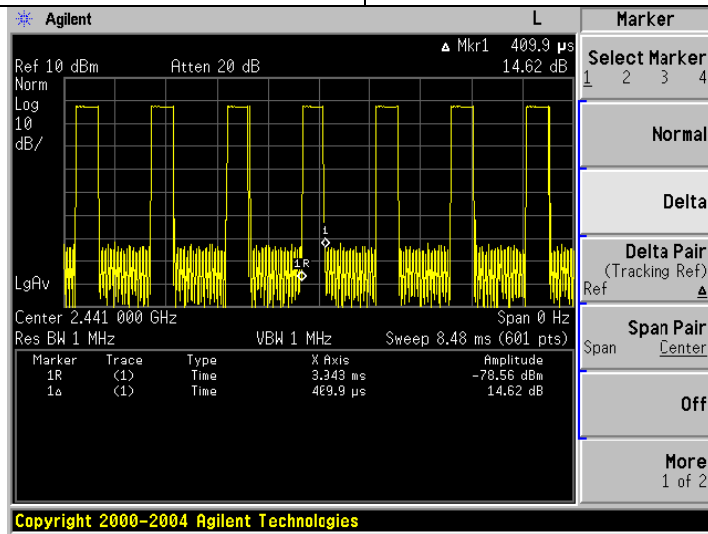 Agilent L
Δ Mkr1 409.9 µs
Ref 10 dBm Atten 20 dB 14.62 dB
Norm
Log
10
dB/
1
1R
LgAv
Center 2.441 000 GHz Span 0 Hz
Res BW 1 MHz VBW 1 MHz Sweep 8.48 ms (601 pts)
Marker Trace Type X Axis Amplitude
1R (1) Time 3.343 ms -78.56 dBm
1Δ (1) Time 409.9 µs 14.62 dB
Copyright 2000-2004 Agilent Technologies
Marker
Select Marker
1 2 3 4
Normal
Delta
Delta Pair
(Tracking Ref)
Ref Δ
Span Pair
Span Center
Off
More
1 of 2